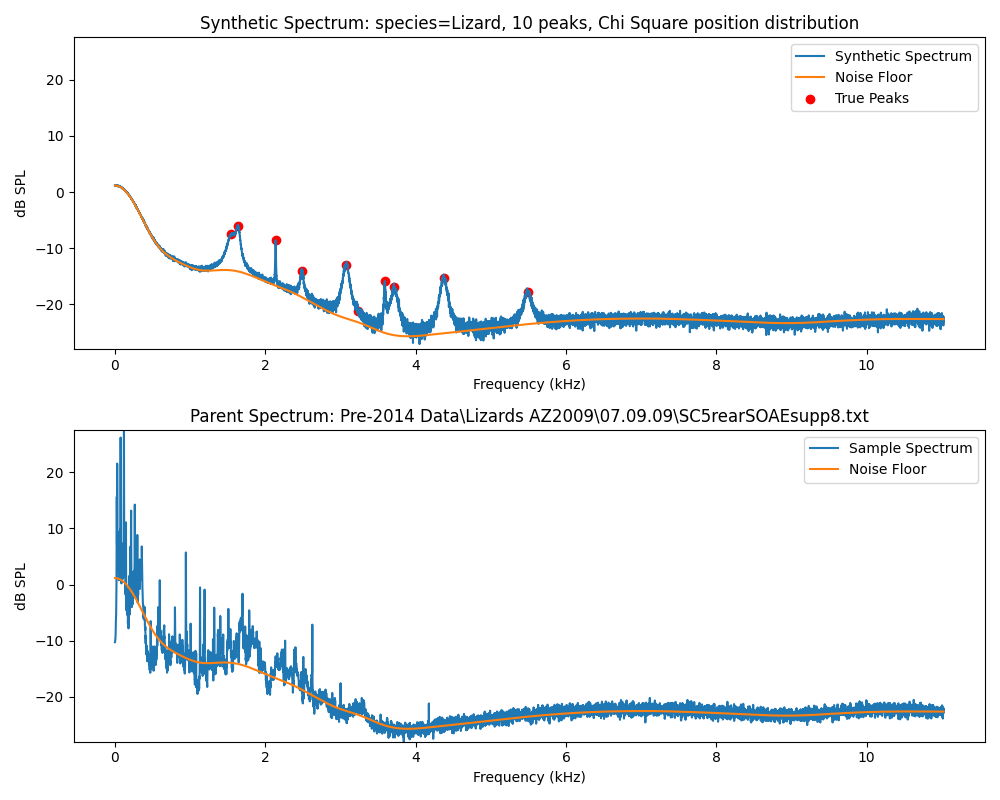 Synthetic Spectrum: species=Lizard, 10 peaks, Chi Square position distribution
20
10
0
−10
−20
dB SPL
Synthetic Spectrum
Noise Floor
True Peaks
0 2 4 6 8 10
Frequency (kHz)
Parent Spectrum: Pre-2014 Data\Lizards AZ2009\07.09.09\SC5rearSOAEsupp8.txt
20
10
0
−10
−20
dB SPL
Sample Spectrum
Noise Floor
0 2 4 6 8 10
Frequency (kHz)